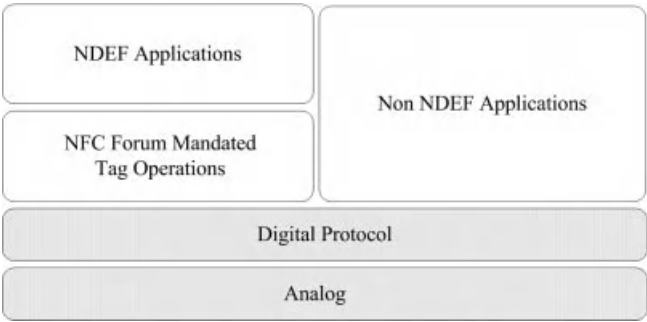 NDEF Applications
Non NDEF Applications
NFC Forum Mandated
Tag Operations
Digital Protocol
Analog